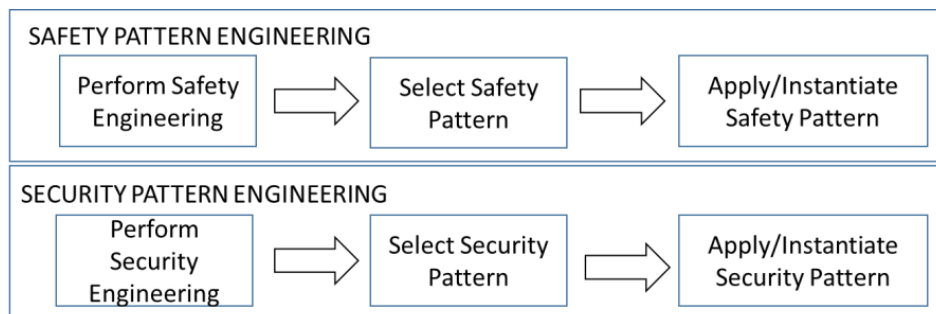 SAFETY PATTERN ENGINEERING
Perform Safety
Engineering
Select Safety
Pattern
Apply/Instantiate
Safety Pattern
SECURITY PATTERN ENGINEERING
Perform
Security
Engineering
Select Security
Pattern
Apply/Instantiate
Security Pattern